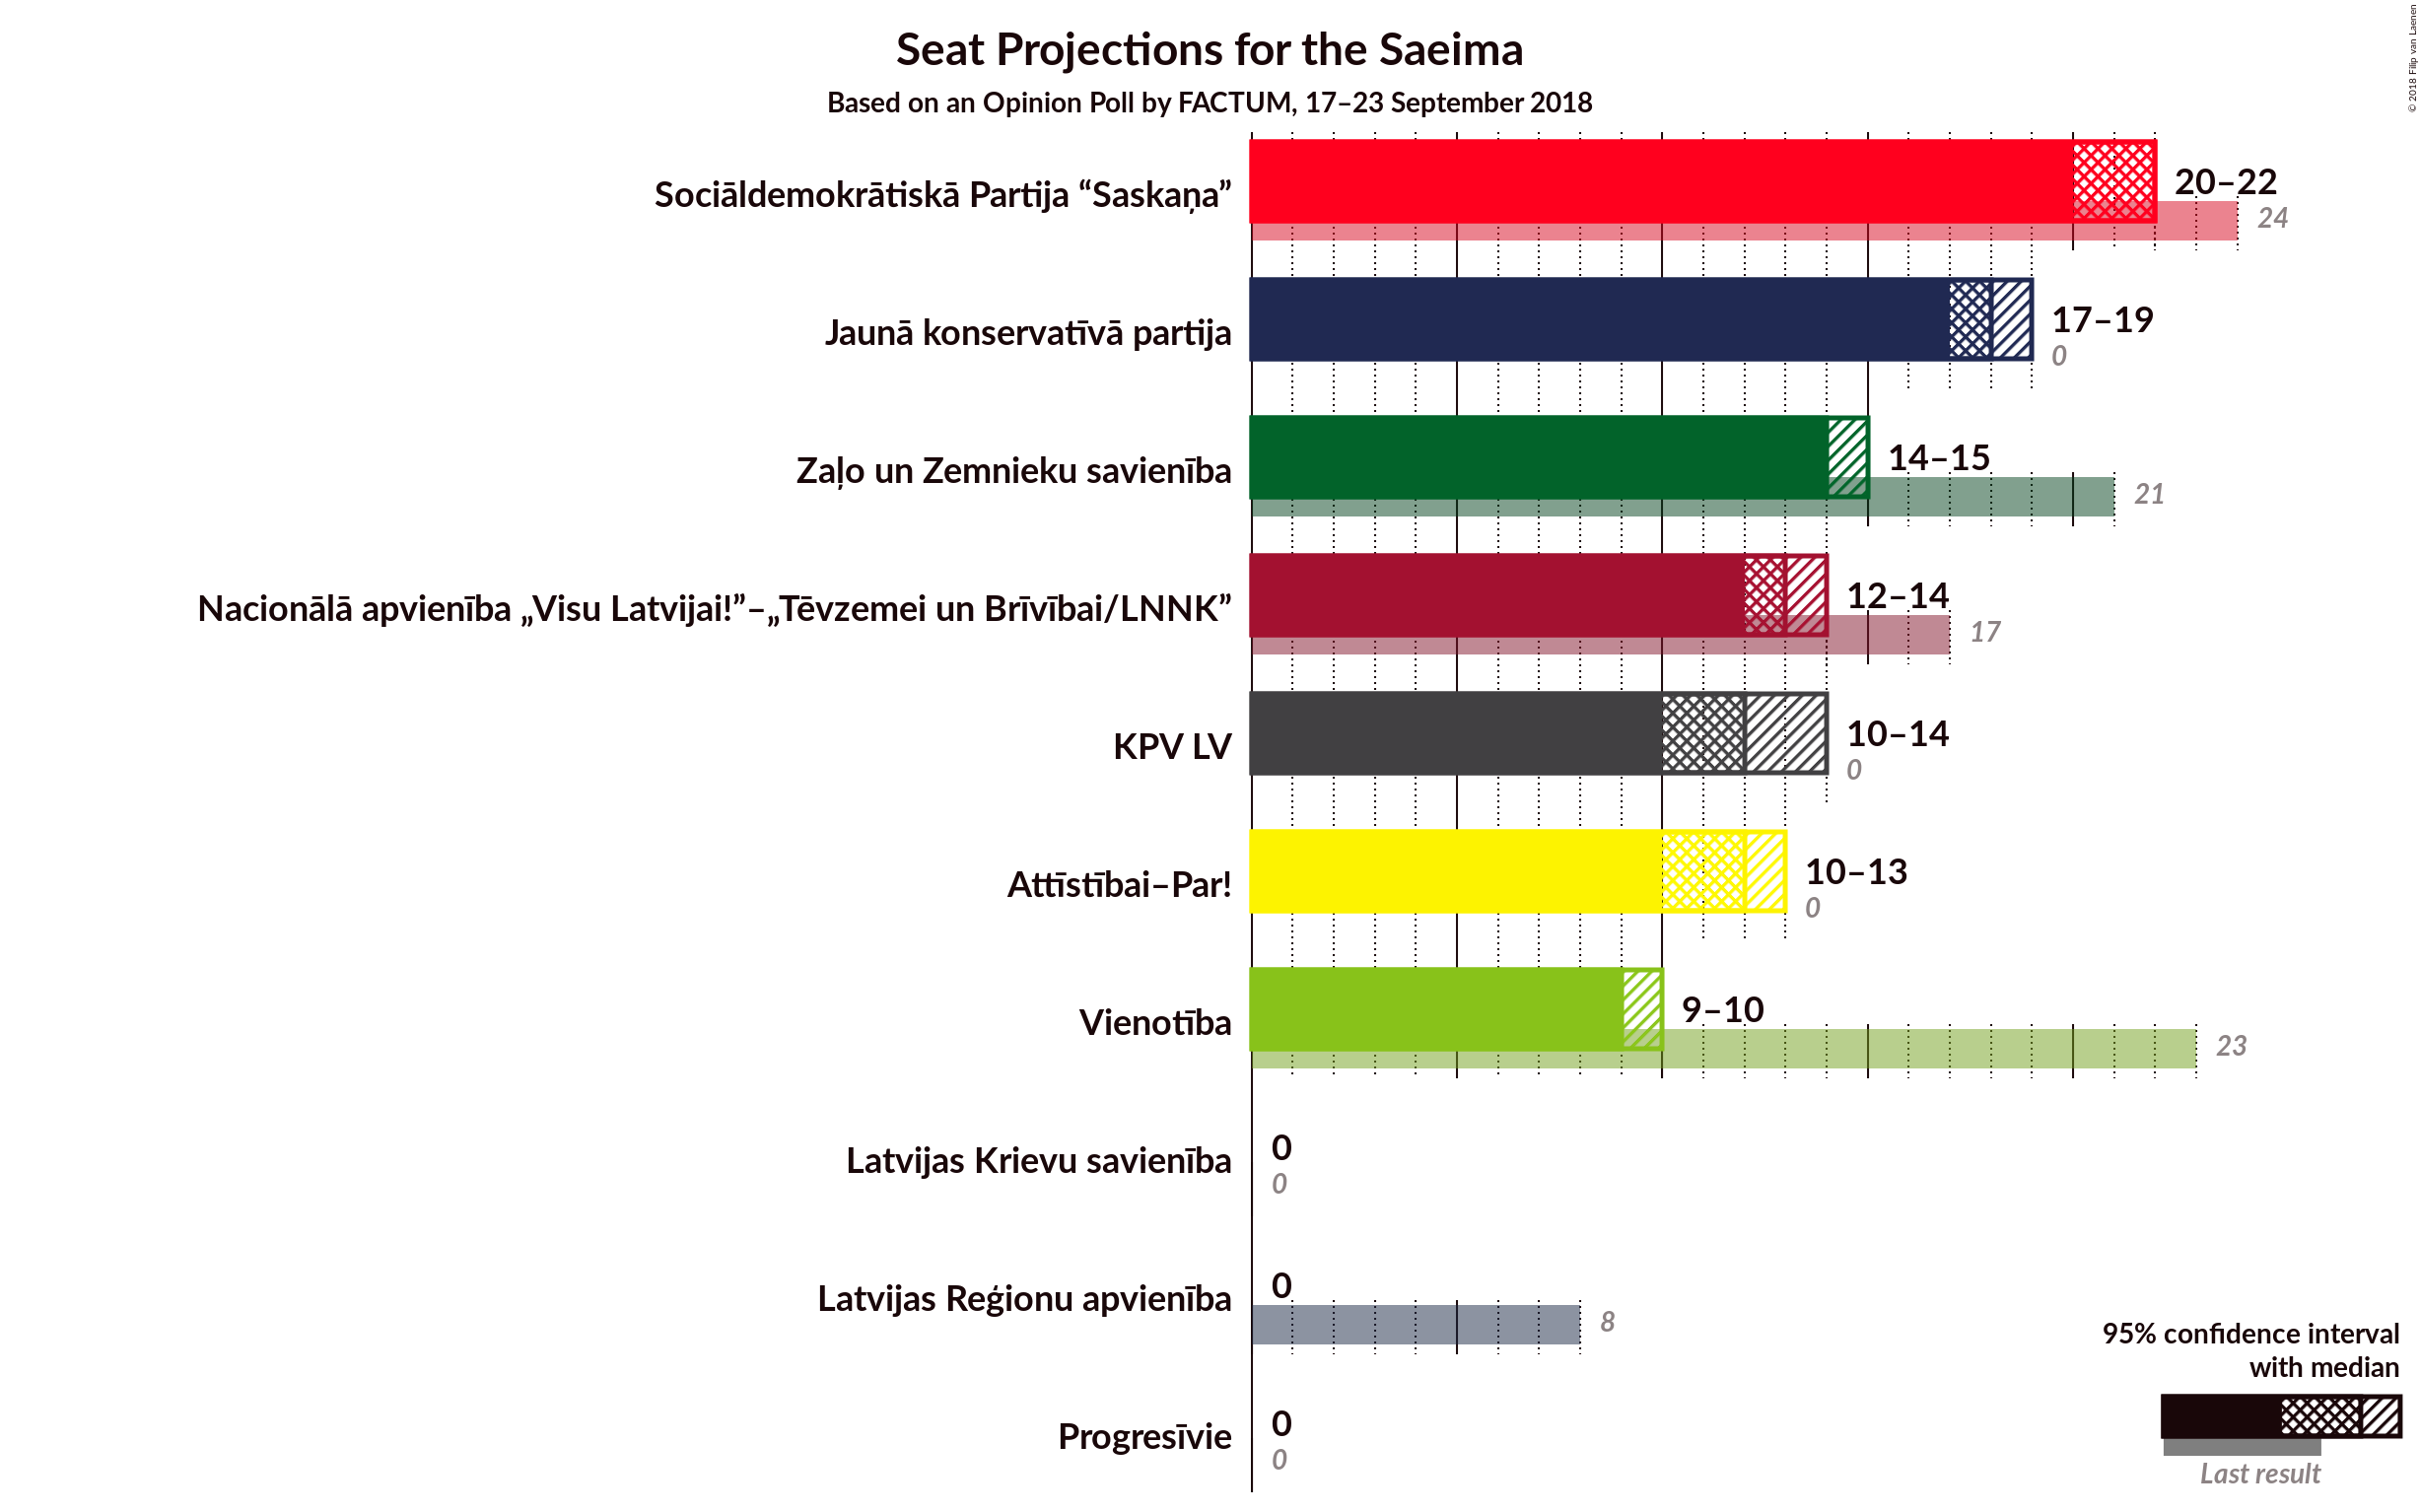 Seat Projections for the Saeima
Based on an Opinion Poll by FACTUM, 17–23 September 2018
© 2018 Filip van Laenen
Sociāldemokrātiskā Partija “Saskaņa”
20–22
24
Jaunā konservatīvā partija
17–19
0
Zaļo un Zemnieku savienība
14–15
21
Nacionālā apvienība „Visu Latvijai!”–„Tēvzemei un Brīvībai/LNNK”
12–14
17
KPV LV
10–14
0
Attīstībai–Par!
10–13
0
Vienotība
9–10
23
Latvijas Krievu savienība
0
0
Latvijas Reģionu apvienība
0
8
Progresīvie
0
0
95% confidence interval
with median
Last result